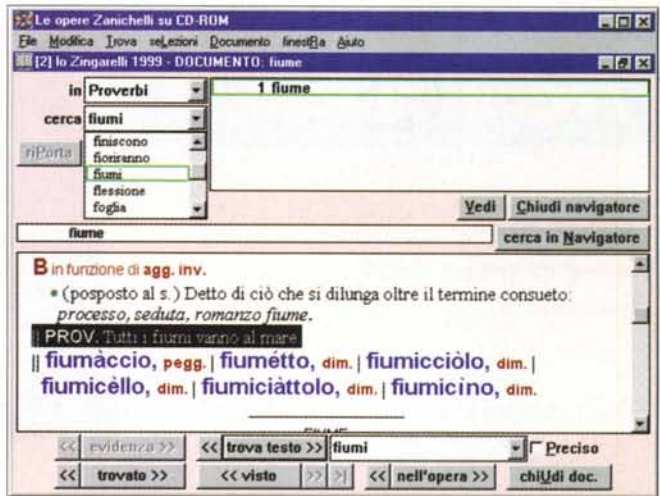 Le opere Zanichelli su CD-ROM
File Modifica Trova seLezioni Documento finestRa Aiuto
[2] lo Zingarelli 1999 - DOCUMENTO: fiume
in Proverbi
1 fiume
cerca fiumi
riPorta
finiscono
fioriranno
fiumi
flessione
foglia
Vedi Chiudi navigatore
fiume
cerca in Navigatore
B in funzione di agg. inv.
• (posposto al s.) Detto di ciò che si dilunga oltre il termine consueto:
processo, seduta, romanzo fiume.
|| PROV. Tutti i fiumi vanno al mare
|| fiumàccio, pegg. | fiumétto, dim. | fiumicciòlo, dim. |
fiumicèllo, dim. | fiumiciàttolo, dim. | fiumicìno, dim.
FIUME
<< evidenza >> << trova testo >> fiumi Preciso
<< trovato >> << visto >> >| << nell'opera >> chiUdi doc.